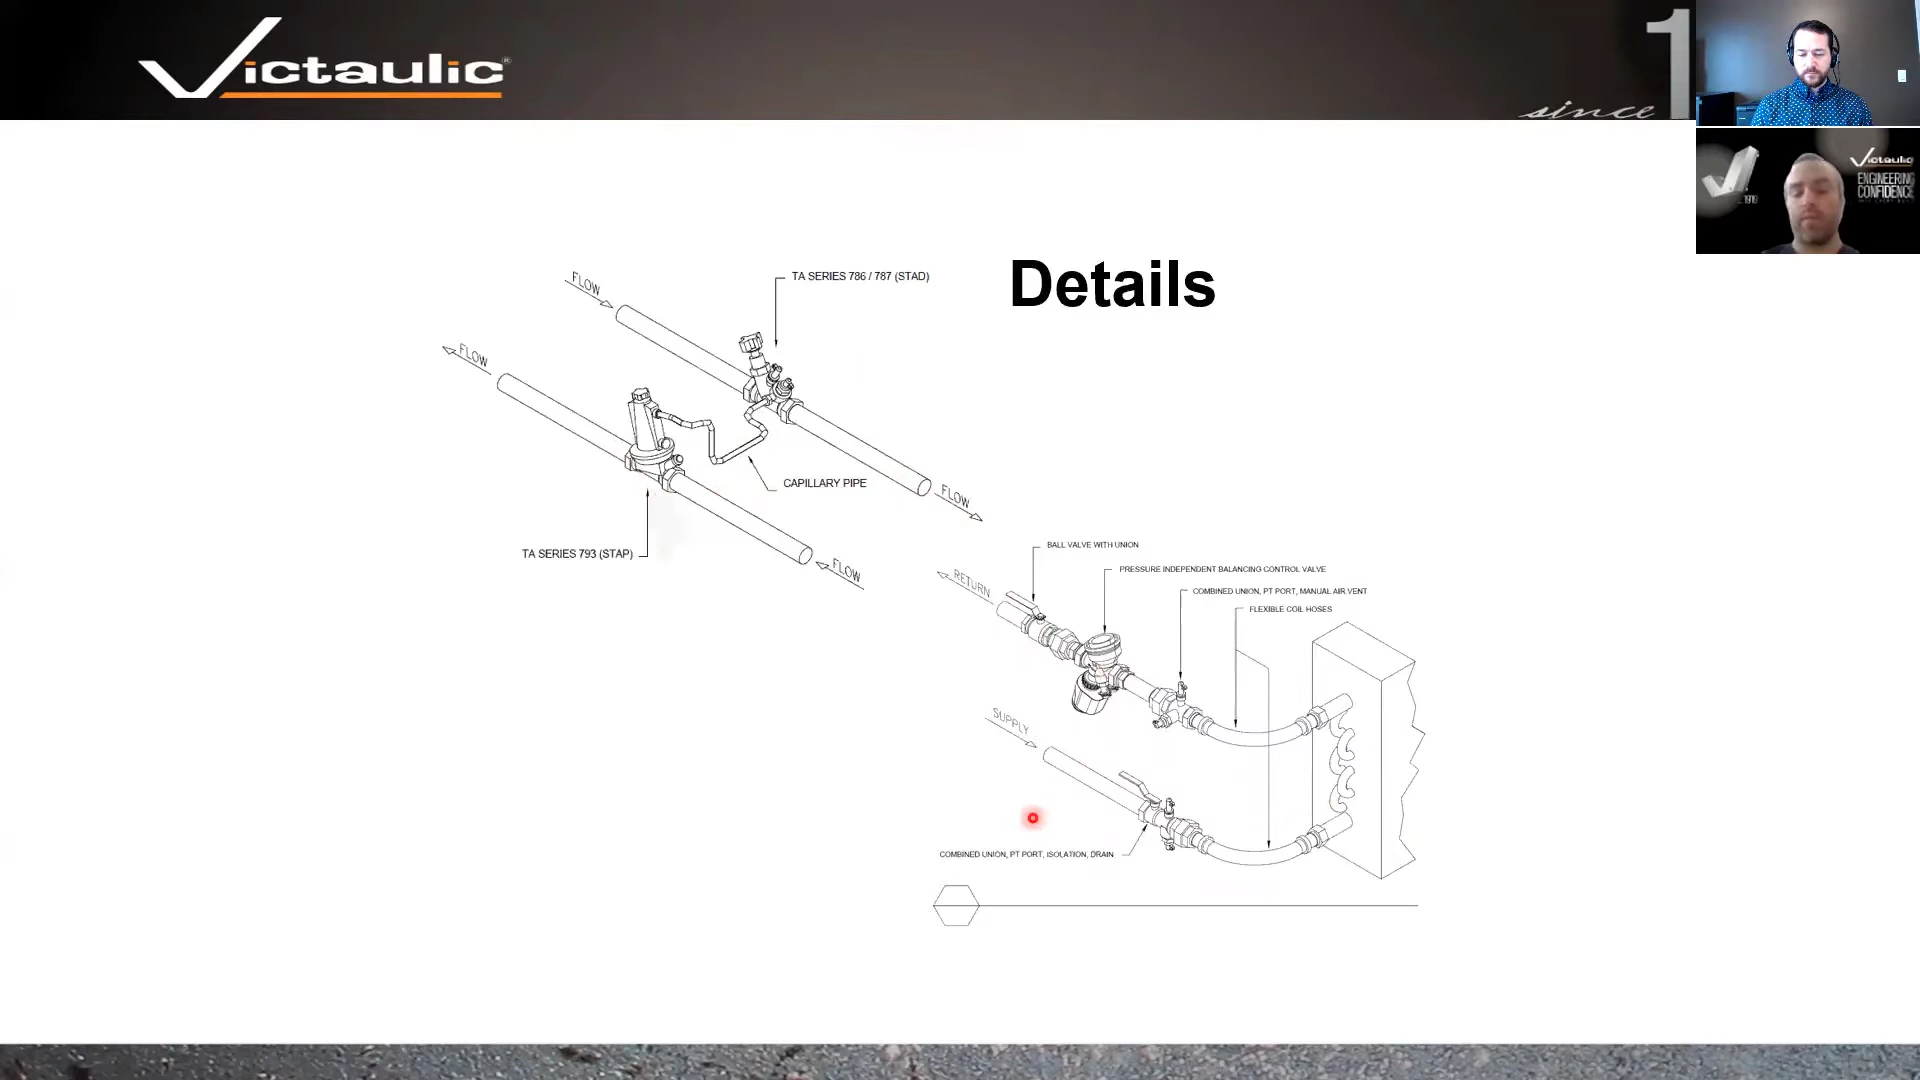 Victaulic®
since 1
Victaulic
ENGINEERING
CONFIDENCE
1919
Details
FLOW
TA SERIES 786 / 787 (STAD)
FLOW
CAPILLARY PIPE
FLOW
TA SERIES 793 (STAP)
FLOW
BALL VALVE WITH UNION
PRESSURE INDEPENDENT BALANCING CONTROL VALVE
RETURN
COMBINED UNION, PT PORT, MANUAL AIR VENT
FLEXIBLE COIL HOSES
SUPPLY
COMBINED UNION, PT PORT, ISOLATION, DRAIN